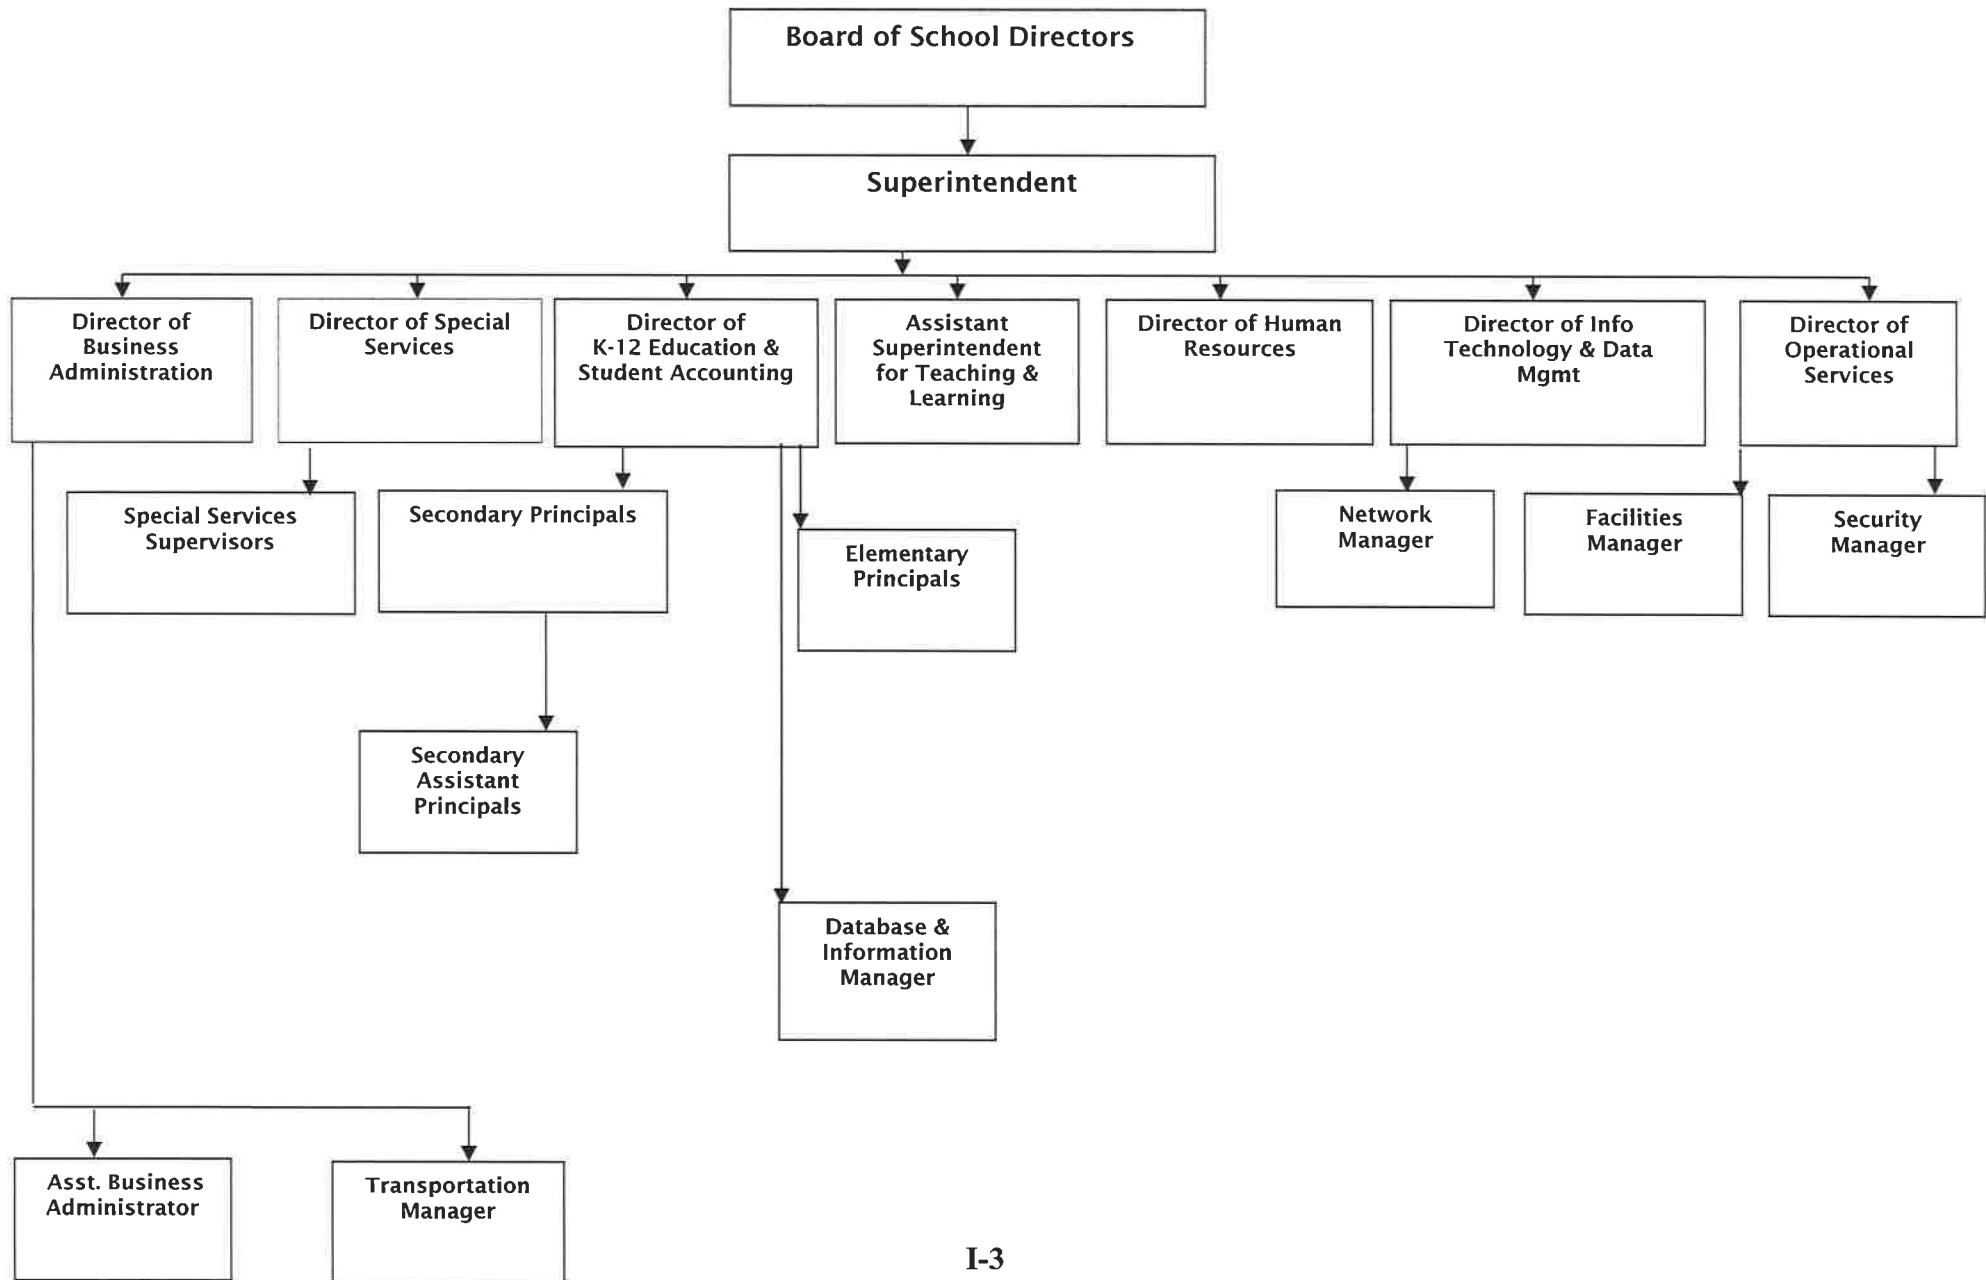 Board of School Directors
Superintendent
Director of
Business
Administration
Director of Special
Services
Director of
K-12 Education &
Student Accounting
Assistant
Superintendent
for Teaching &
Learning
Director of Human
Resources
Director of Info
Technology & Data
Mgmt
Director of
Operational
Services
Special Services
Supervisors
Secondary Principals
Elementary
Principals
Network
Manager
Facilities
Manager
Security
Manager
Secondary
Assistant
Principals
Database &
Information
Manager
Asst. Business
Administrator
Transportation
Manager
I-3